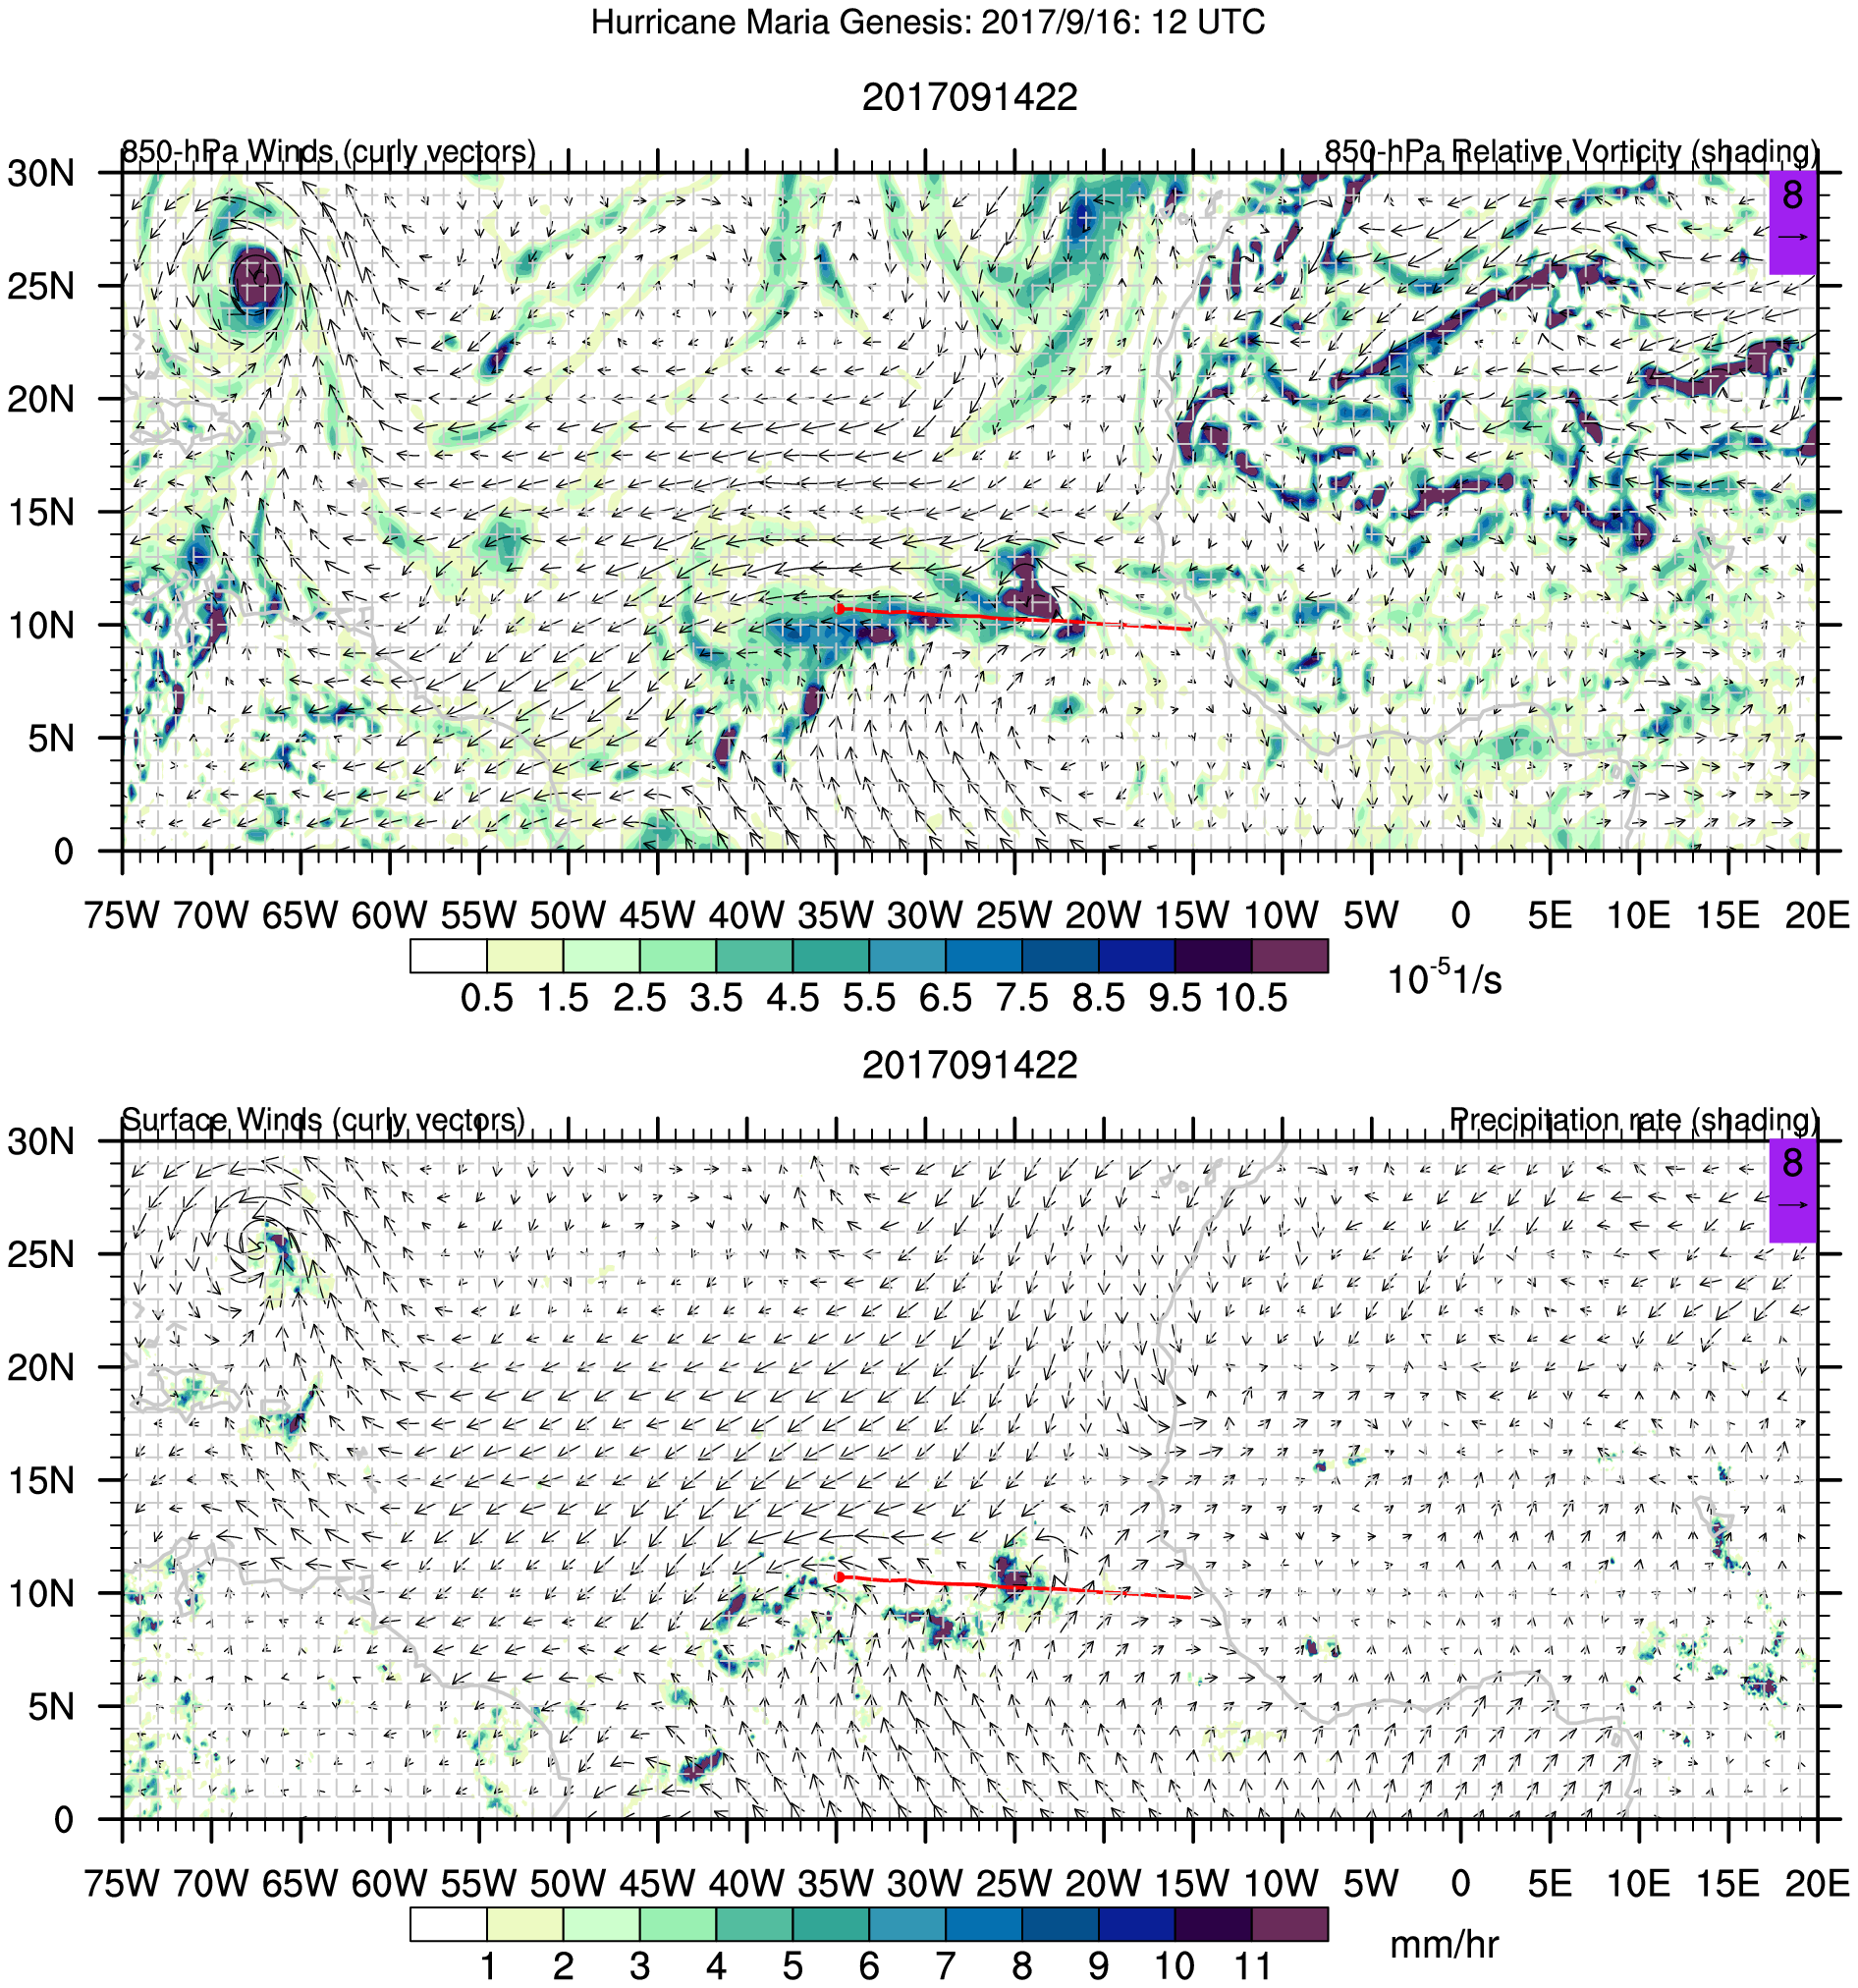 Hurricane Maria Genesis: 2017/9/16: 12 UTC
2017091422
850-hPa Winds (curly vectors) 850-hPa Relative Vorticity (shading)
8
30N
25N
20N
15N
10N
5N
0
75W 70W 65W 60W 55W 50W 45W 40W 35W 30W 25W 20W 15W 10W 5W 0 5E 10E 15E 20E
0.5 1.5 2.5 3.5 4.5 5.5 6.5 7.5 8.5 9.5 10.5
10-51/s
2017091422
Surface Winds (curly vectors) Precipitation rate (shading)
8
30N
25N
20N
15N
10N
5N
0
75W 70W 65W 60W 55W 50W 45W 40W 35W 30W 25W 20W 15W 10W 5W 0 5E 10E 15E 20E
1 2 3 4 5 6 7 8 9 10 11
mm/hr